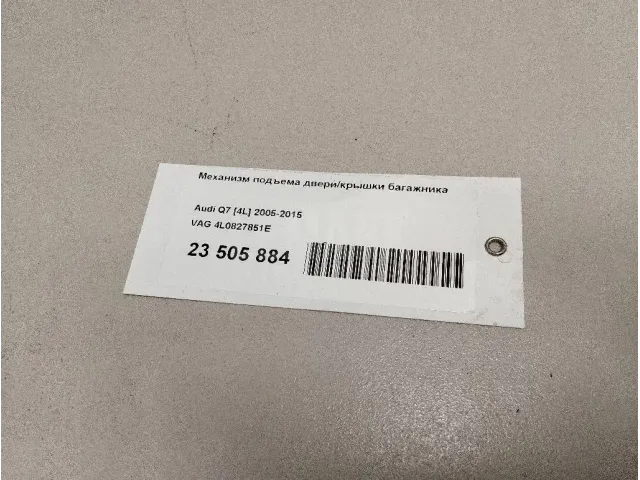 Механизм подъема двери/крышки багажника
Audi Q7 [4L] 2005-2015
VAG 4L0827851E
23 505 884